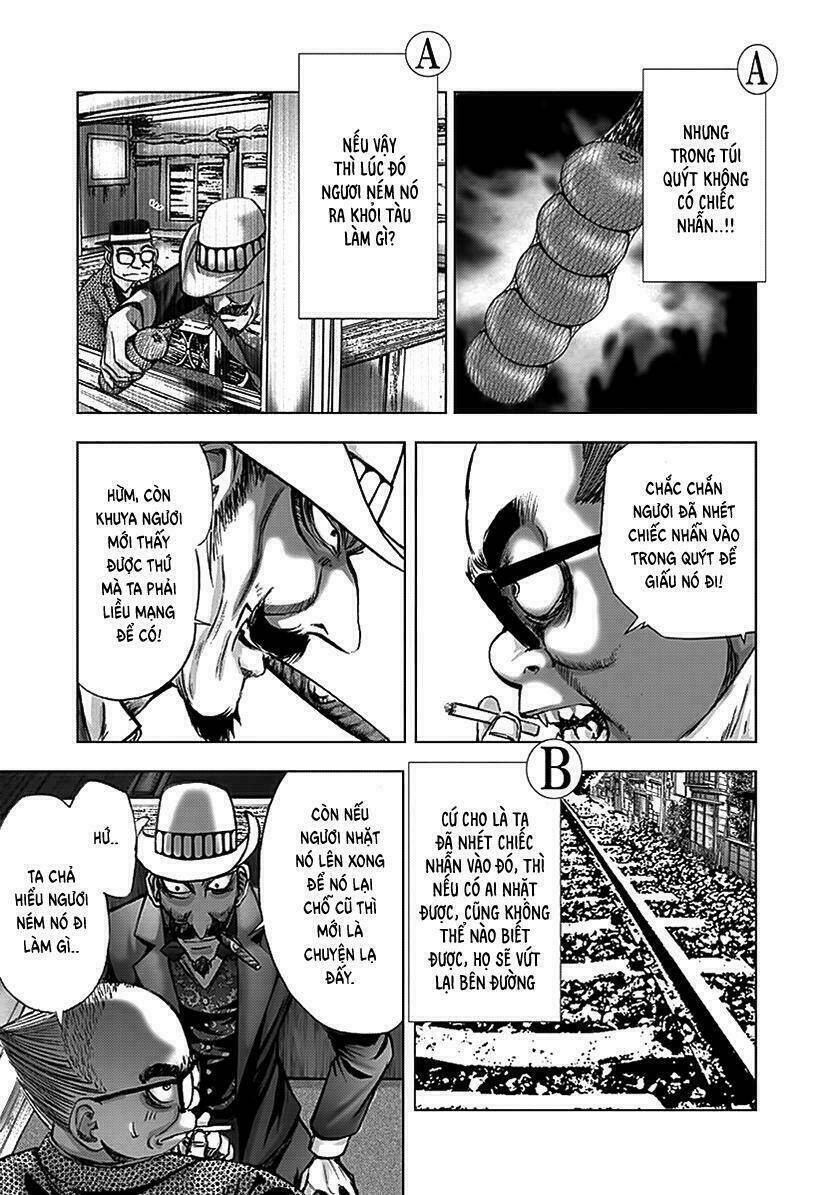 A
NHƯNG
TRONG TÚI
QUÝT KHÔNG
CÓ CHIẾC
NHẪN..!!
A
NẾU VẬY
THÌ LÚC ĐÓ
NGƯƠI NÉM NÓ
RA KHỎI TÀU
LÀM GÌ?
CHẮC CHẮN
NGƯƠI ĐÃ NHÉT
CHIẾC NHẪN VÀO
TRONG QUÝT ĐỂ
GIẤU NÓ ĐI!
HỪM, CÒN
KHUYA NGƯƠI
MỚI THẤY
ĐƯỢC THỨ
MÀ TA PHẢI
LIỀU MẠNG
ĐỂ CÓ!
B
CỨ CHO LÀ TA
ĐÃ NHÉT CHIẾC
NHẪN VÀO ĐÓ, THÌ
NẾU CÓ AI NHẶT
ĐƯỢC, CŨNG KHÔNG
THỂ NÀO BIẾT
ĐƯỢC, HỌ SẼ VỨT
LẠI BÊN ĐƯỜNG
CÒN NẾU
NGƯƠI NHẶT
NÓ LÊN XONG
ĐỂ NÓ LẠI
CHỖ CŨ THÌ
MỚI LÀ
CHUYỆN LẠ
ĐẤY.
HỨ..
TA CHẢ
HIỂU NGƯƠI
NÉM NÓ ĐI
LÀM GÌ..